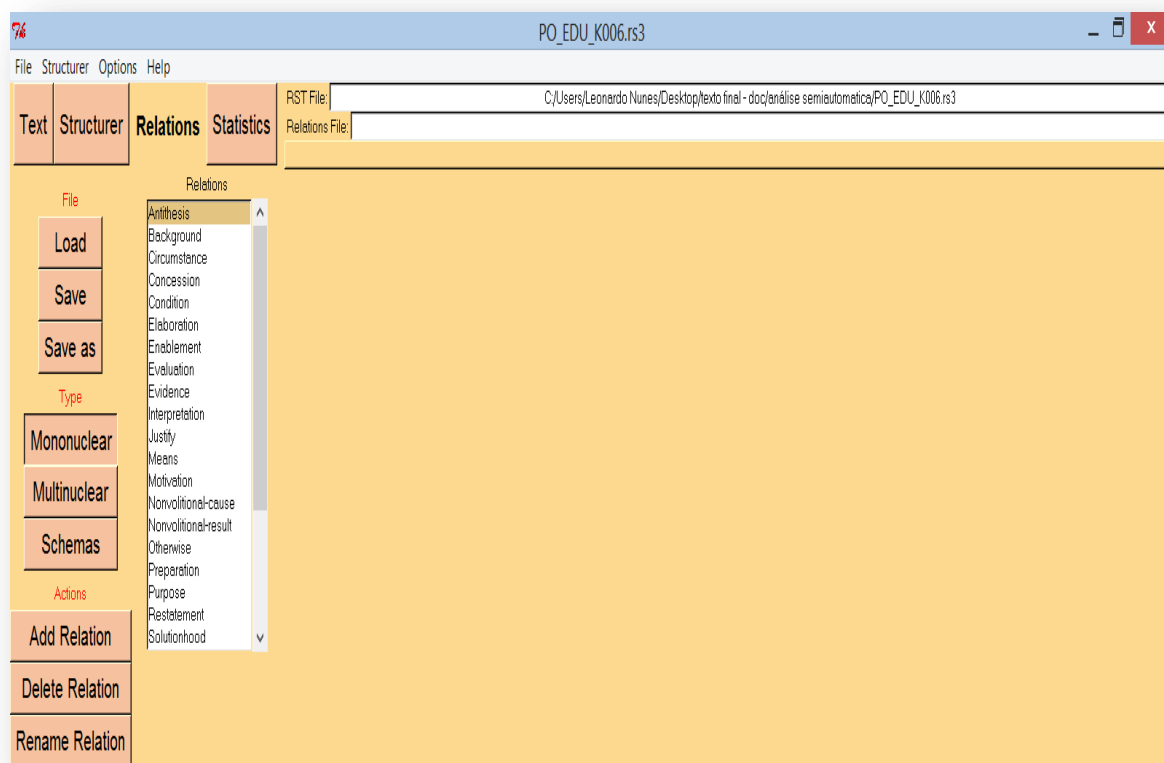 PO_EDU_K006.rs3
File Structurer Options Help
Text Structurer Relations Statistics
RST File: C:/Users/Leonardo Nunes/Desktop/texto final - doc/análise semiautomatica/PO_EDU_K006.rs3
Relations File:
File
Load
Save
Save as
Type
Mononuclear
Multinuclear
Schemas
Actions
Add Relation
Delete Relation
Rename Relation
Relations
Antithesis
Background
Circumstance
Concession
Condition
Elaboration
Enablement
Evaluation
Evidence
Interpretation
Justify
Means
Motivation
Nonvolitional-cause
Nonvolitional-result
Otherwise
Preparation
Purpose
Restatement
Solutionhood